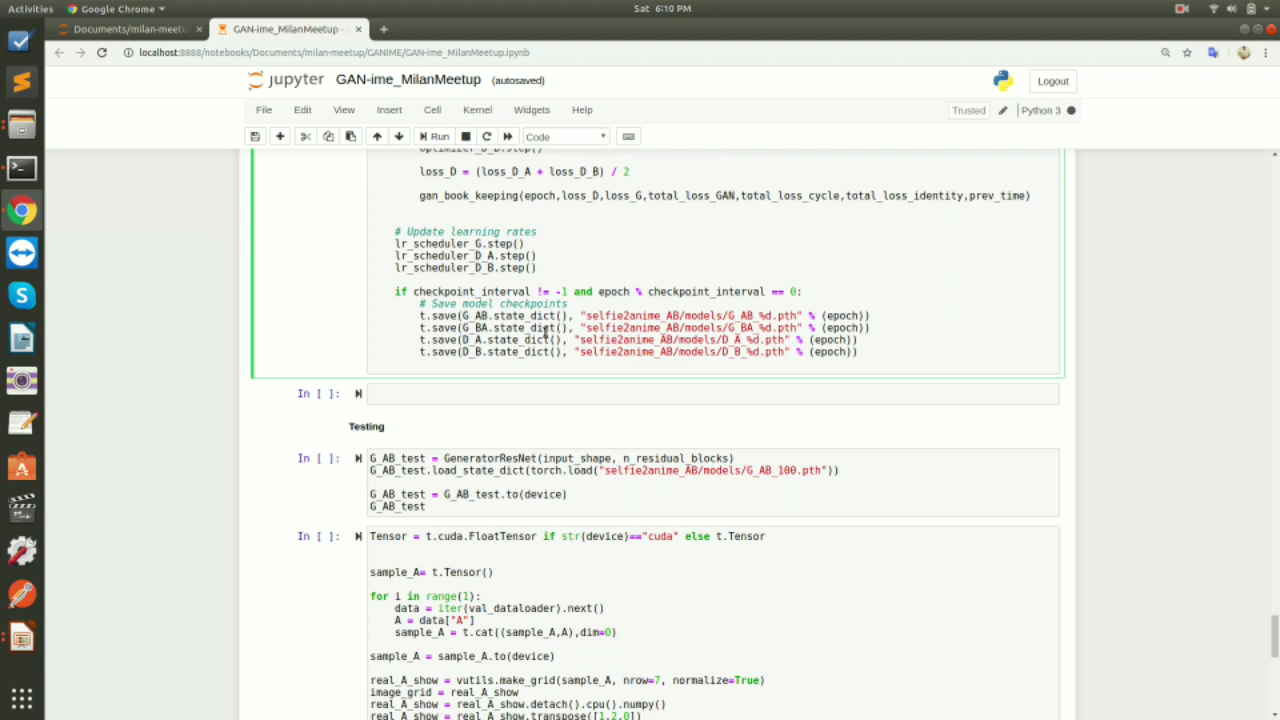 Activities Google Chrome Sat 6:10 PM
Documents/milan-meetu GAN-ime_MilanMeetup -
localhost:8888/notebooks/Documents/milan-meetup/GANIME/GAN-ime_MilanMeetup.ipynb
jupyter GAN-ime_MilanMeetup (autosaved) Logout
File Edit View Insert Cell Kernel Widgets Help Trusted Python 3
Run Code
optimizer_D_B.step()
loss_D = (loss_D_A + loss_D_B) / 2
gan_book_keeping(epoch,loss_D,loss_G,total_loss_GAN,total_loss_cycle,total_loss_identity,prev_time)
# Update learning rates
lr_scheduler_G.step()
lr_scheduler_D_A.step()
lr_scheduler_D_B.step()
if checkpoint_interval != -1 and epoch % checkpoint_interval == 0:
# Save model checkpoints
t.save(G_AB.state_dict(), "selfie2anime_AB/models/G_AB_%d.pth" % (epoch))
t.save(G_BA.state_dict(), "selfie2anime_AB/models/G_BA_%d.pth" % (epoch))
t.save(D_A.state_dict(), "selfie2anime_AB/models/D_A_%d.pth" % (epoch))
t.save(D_B.state_dict(), "selfie2anime_AB/models/D_B_%d.pth" % (epoch))
In [ ]:
Testing
In [ ]: G_AB_test = GeneratorResNet(input_shape, n_residual_blocks)
G_AB_test.load_state_dict(torch.load("selfie2anime_AB/models/G_AB_100.pth"))
G_AB_test = G_AB_test.to(device)
G_AB_test
In [ ]: Tensor = t.cuda.FloatTensor if str(device)=="cuda" else t.Tensor
sample_A= t.Tensor()
for i in range(1):
data = iter(val_dataloader).next()
A = data["A"]
sample_A = t.cat((sample_A,A),dim=0)
sample_A = sample_A.to(device)
real_A_show = vutils.make_grid(sample_A, nrow=7, normalize=True)
image_grid = real_A_show
real_A_show = real_A_show.detach().cpu().numpy()
real_A_show = real_A_show.transpose([1,2,0])